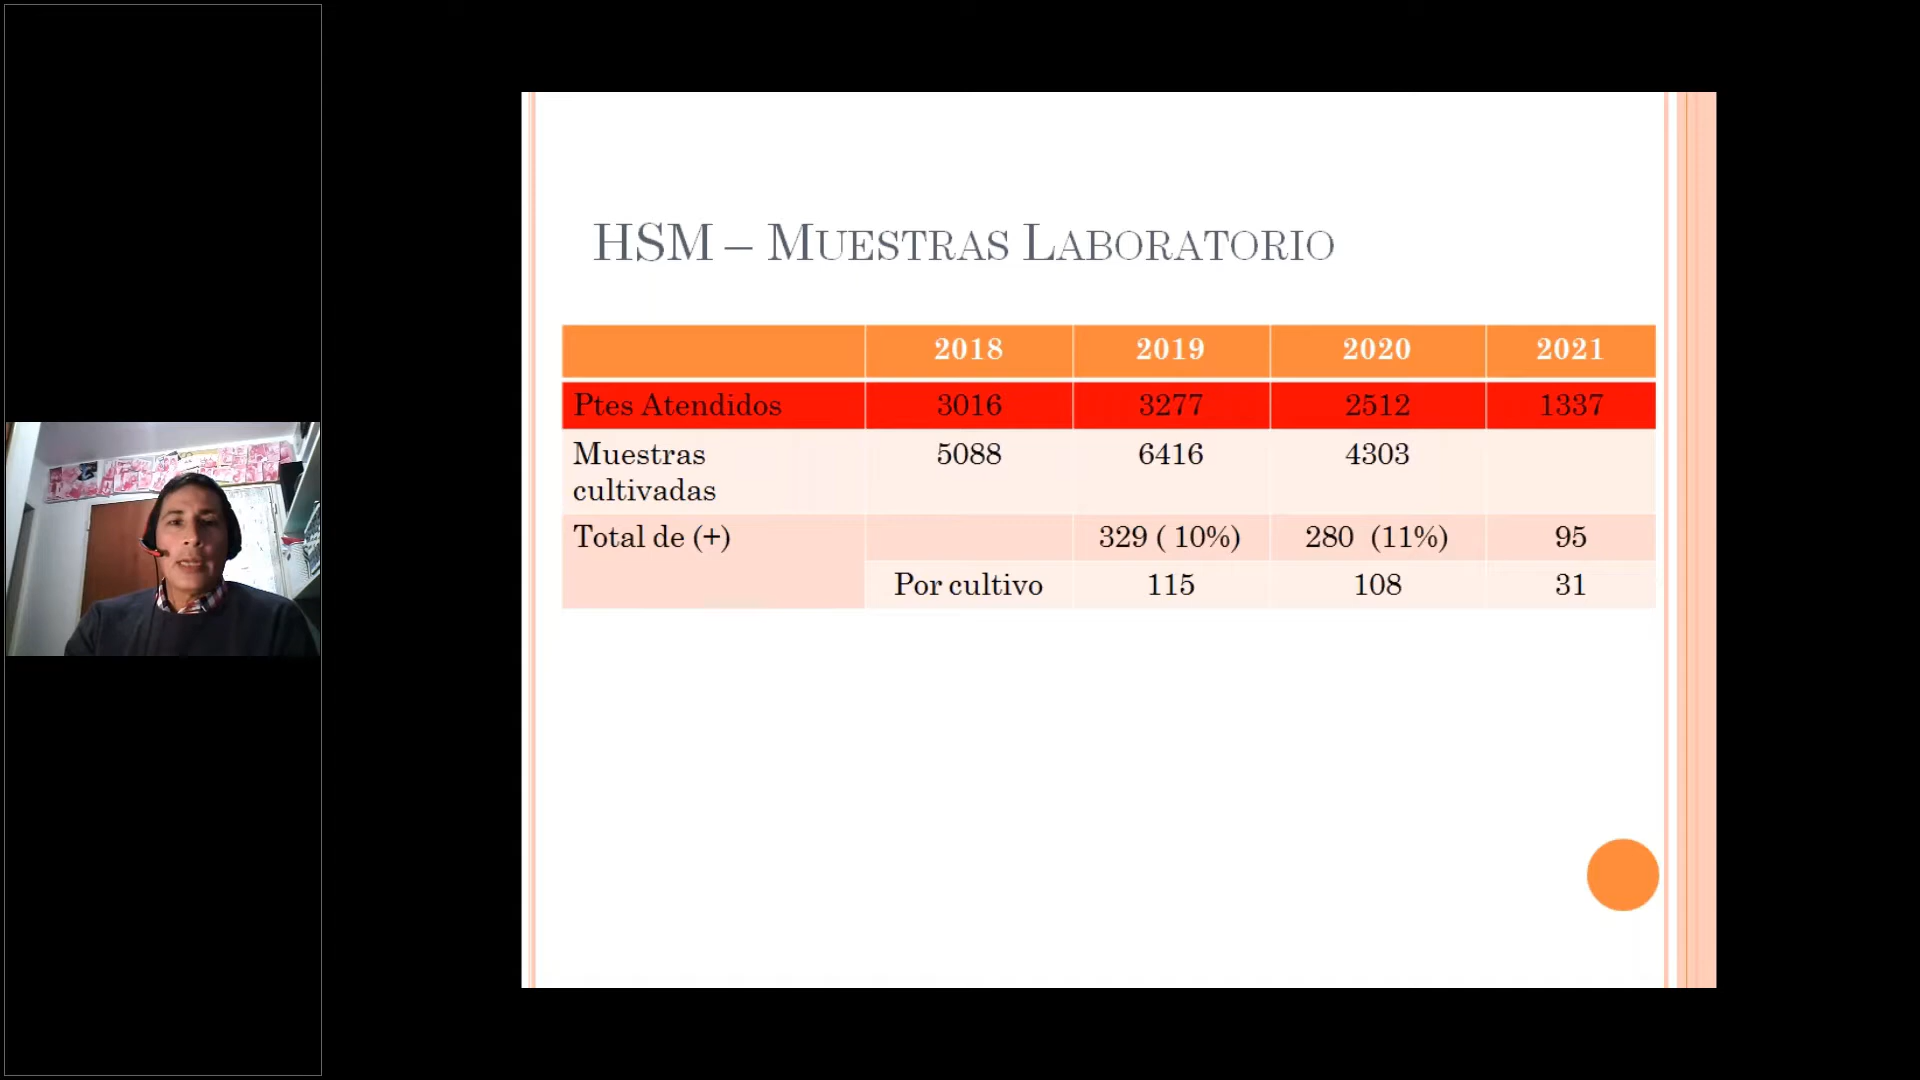 HSM – MUESTRAS LABORATORIO
2018 2019 2020 2021
Ptes Atendidos 3016 3277 2512 1337
Muestras cultivadas 5088 6416 4303
Total de (+) 329 ( 10%) 280 (11%) 95
Por cultivo 115 108 31